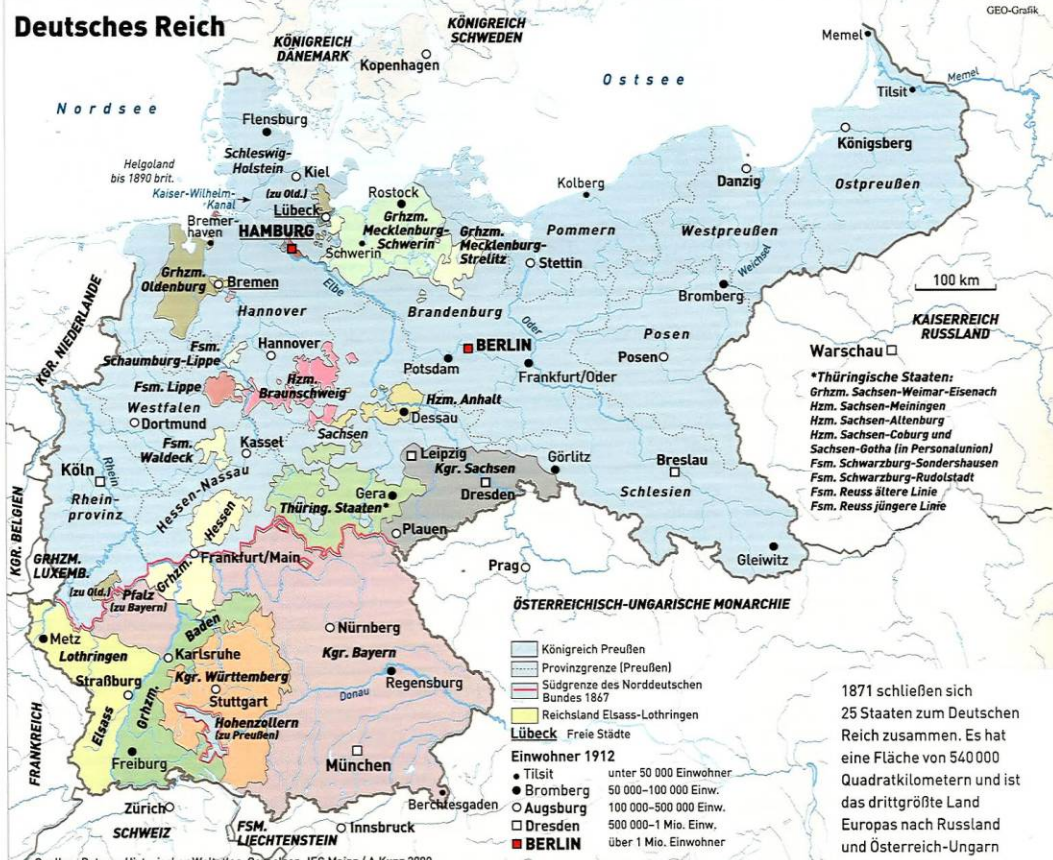 Deutsches Reich
GEO-Grafik
KÖNIGREICH
SCHWEDEN
KÖNIGREICH
DÄNEMARK
Kopenhagen
Memel
Ostsee
Memel
Nordsee
Tilsit
Flensburg
Königsberg
Schleswig-
Holstein
Helgoland
bis 1890 brit.
Kiel
Danzig
Ostpreußen
Kaiser-Wilhelm-
Kanal
(zu Old.)
Rostock
Kolberg
Lübeck
Grhzm.
Mecklenburg-
Schwerin
Bremer-
haven
HAMBURG
Schwerin
Grhzm.
Mecklenburg-
Strelitz
Pommern
Westpreußen
Stettin
Weichsel
Grhzm.
Oldenburg
Bremen
Elbe
Bromberg
100 km
Hannover
Brandenburg
Oder
KAISERREICH
RUSSLAND
KGR. NIEDERLANDE
Fsm.
Schaumburg-Lippe
Hannover
BERLIN
Posen
Posen
Warschau
Potsdam
Frankfurt/Oder
Fsm. Lippe
Hzm.
Braunschweig
Hzm. Anhalt
Dessau
Westfalen
Dortmund
Sachsen
*Thüringische Staaten:
Grhzm. Sachsen-Weimar-Eisenach
Hzm. Sachsen-Meiningen
Hzm. Sachsen-Altenburg
Hzm. Sachsen-Coburg und
Sachsen-Gotha (in Personalunion)
Fsm. Schwarzburg-Sondershausen
Fsm. Schwarzburg-Rudolstadt
Fsm. Reuss ältere Linie
Fsm. Reuss jüngere Linie
Fsm.
Waldeck
Kassel
Leipzig
Kgr. Sachsen
Görlitz
Breslau
Köln
Rhein
Rhein-
provinz
Hessen-Nassau
Dresden
Schlesien
Gera
Thüring. Staaten*
Hessen
Plauen
KGR. BELGIEN
GRHZM.
LUXEMB.
Frankfurt/Main
Gleiwitz
Prag
(zu Old.)
Pfalz
(zu Bayern)
Grhzm.
ÖSTERREICHISCH-UNGARISCHE MONARCHIE
Metz
Baden
Nürnberg
Lothringen
Karlsruhe
Kgr. Bayern
Straßburg
Kgr. Württemberg
Stuttgart
Donau
Regensburg
Elsass
Grhzm.
Hohenzollern
(zu Preußen)
FRANKREICH
Freiburg
München
Berchtesgaden
Zürich
SCHWEIZ
FSM.
LIECHTENSTEIN
Innsbruck
Königreich Preußen
Provinzgrenze (Preußen)
Südgrenze des Norddeutschen
Bundes 1867
Reichsland Elsass-Lothringen
Lübeck Freie Städte
Einwohner 1912
Tilsit unter 50 000 Einwohner
Bromberg 50 000–100 000 Einw.
Augsburg 100 000–500 000 Einw.
Dresden 500 000–1 Mio. Einw.
BERLIN über 1 Mio. Einwohner
1871 schließen sich
25 Staaten zum Deutschen
Reich zusammen. Es hat
eine Fläche von 540 000
Quadratkilometern und ist
das drittgrößte Land
Europas nach Russland
und Österreich-Ungarn